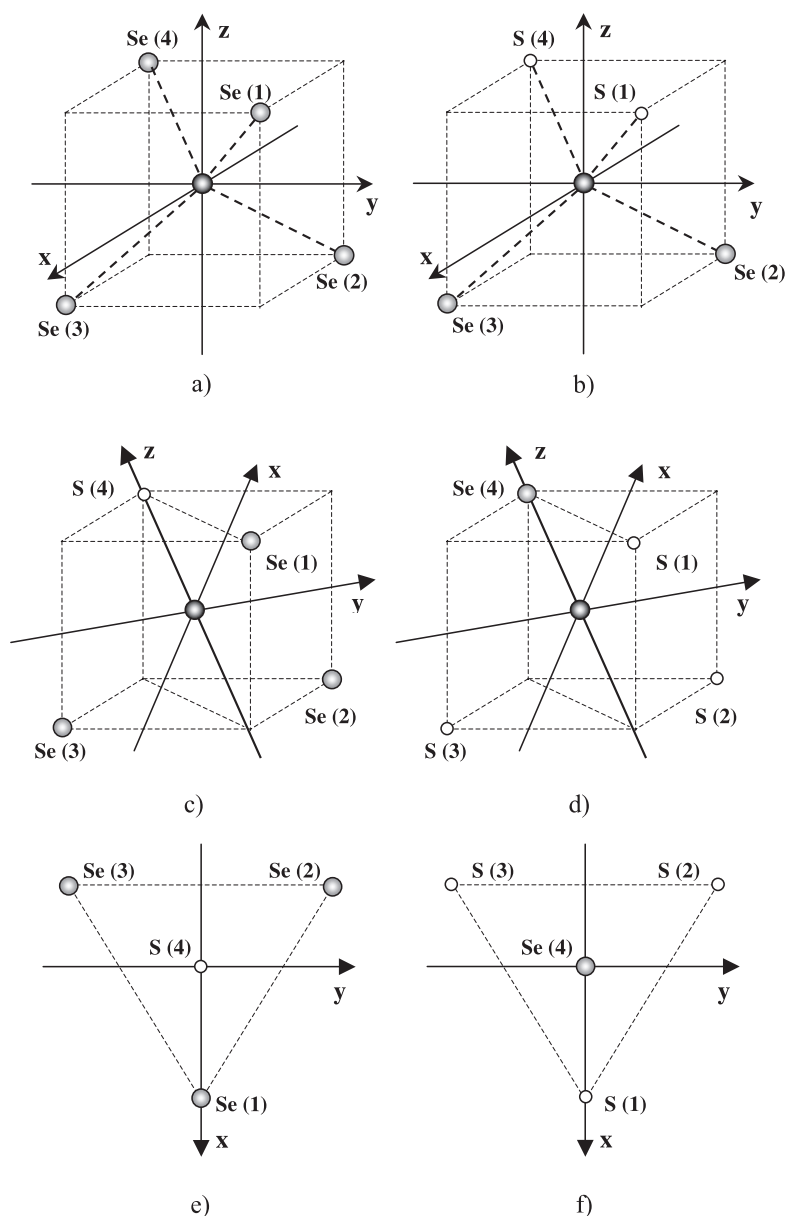 z
Se (4)
Se (1)
y
x
Se (2)
Se (3)
a)
z
S (4)
S (1)
y
x
Se (2)
Se (3)
b)
z
x
S (4)
Se (1)
y
Se (2)
Se (3)
c)
z
x
Se (4)
S (1)
y
S (2)
S (3)
d)
Se (3)
Se (2)
S (4)
y
Se (1)
x
e)
S (3)
S (2)
Se (4)
y
S (1)
x
f)